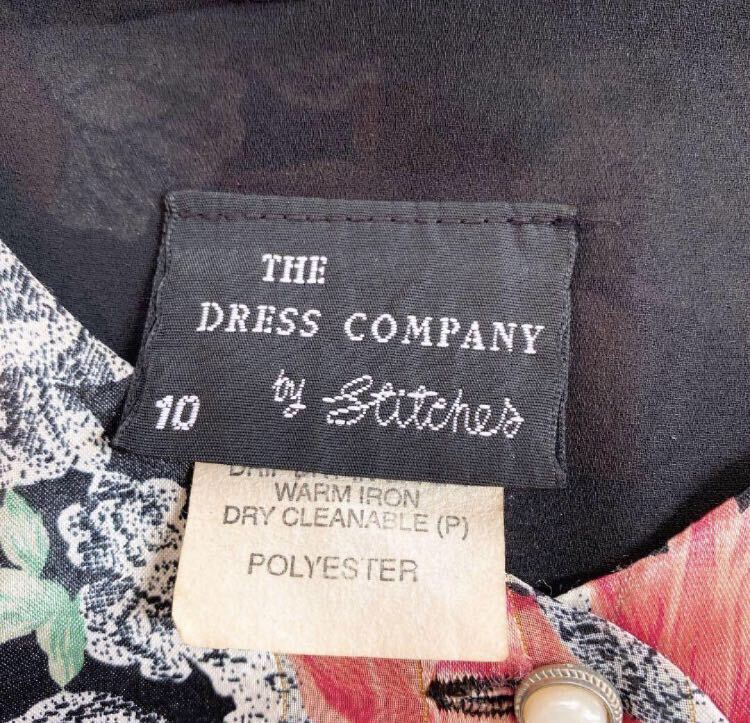 THE
DRESS COMPANY
by Stitches
10
WARM IRON
DRY CLEANABLE (P)
POLYESTER